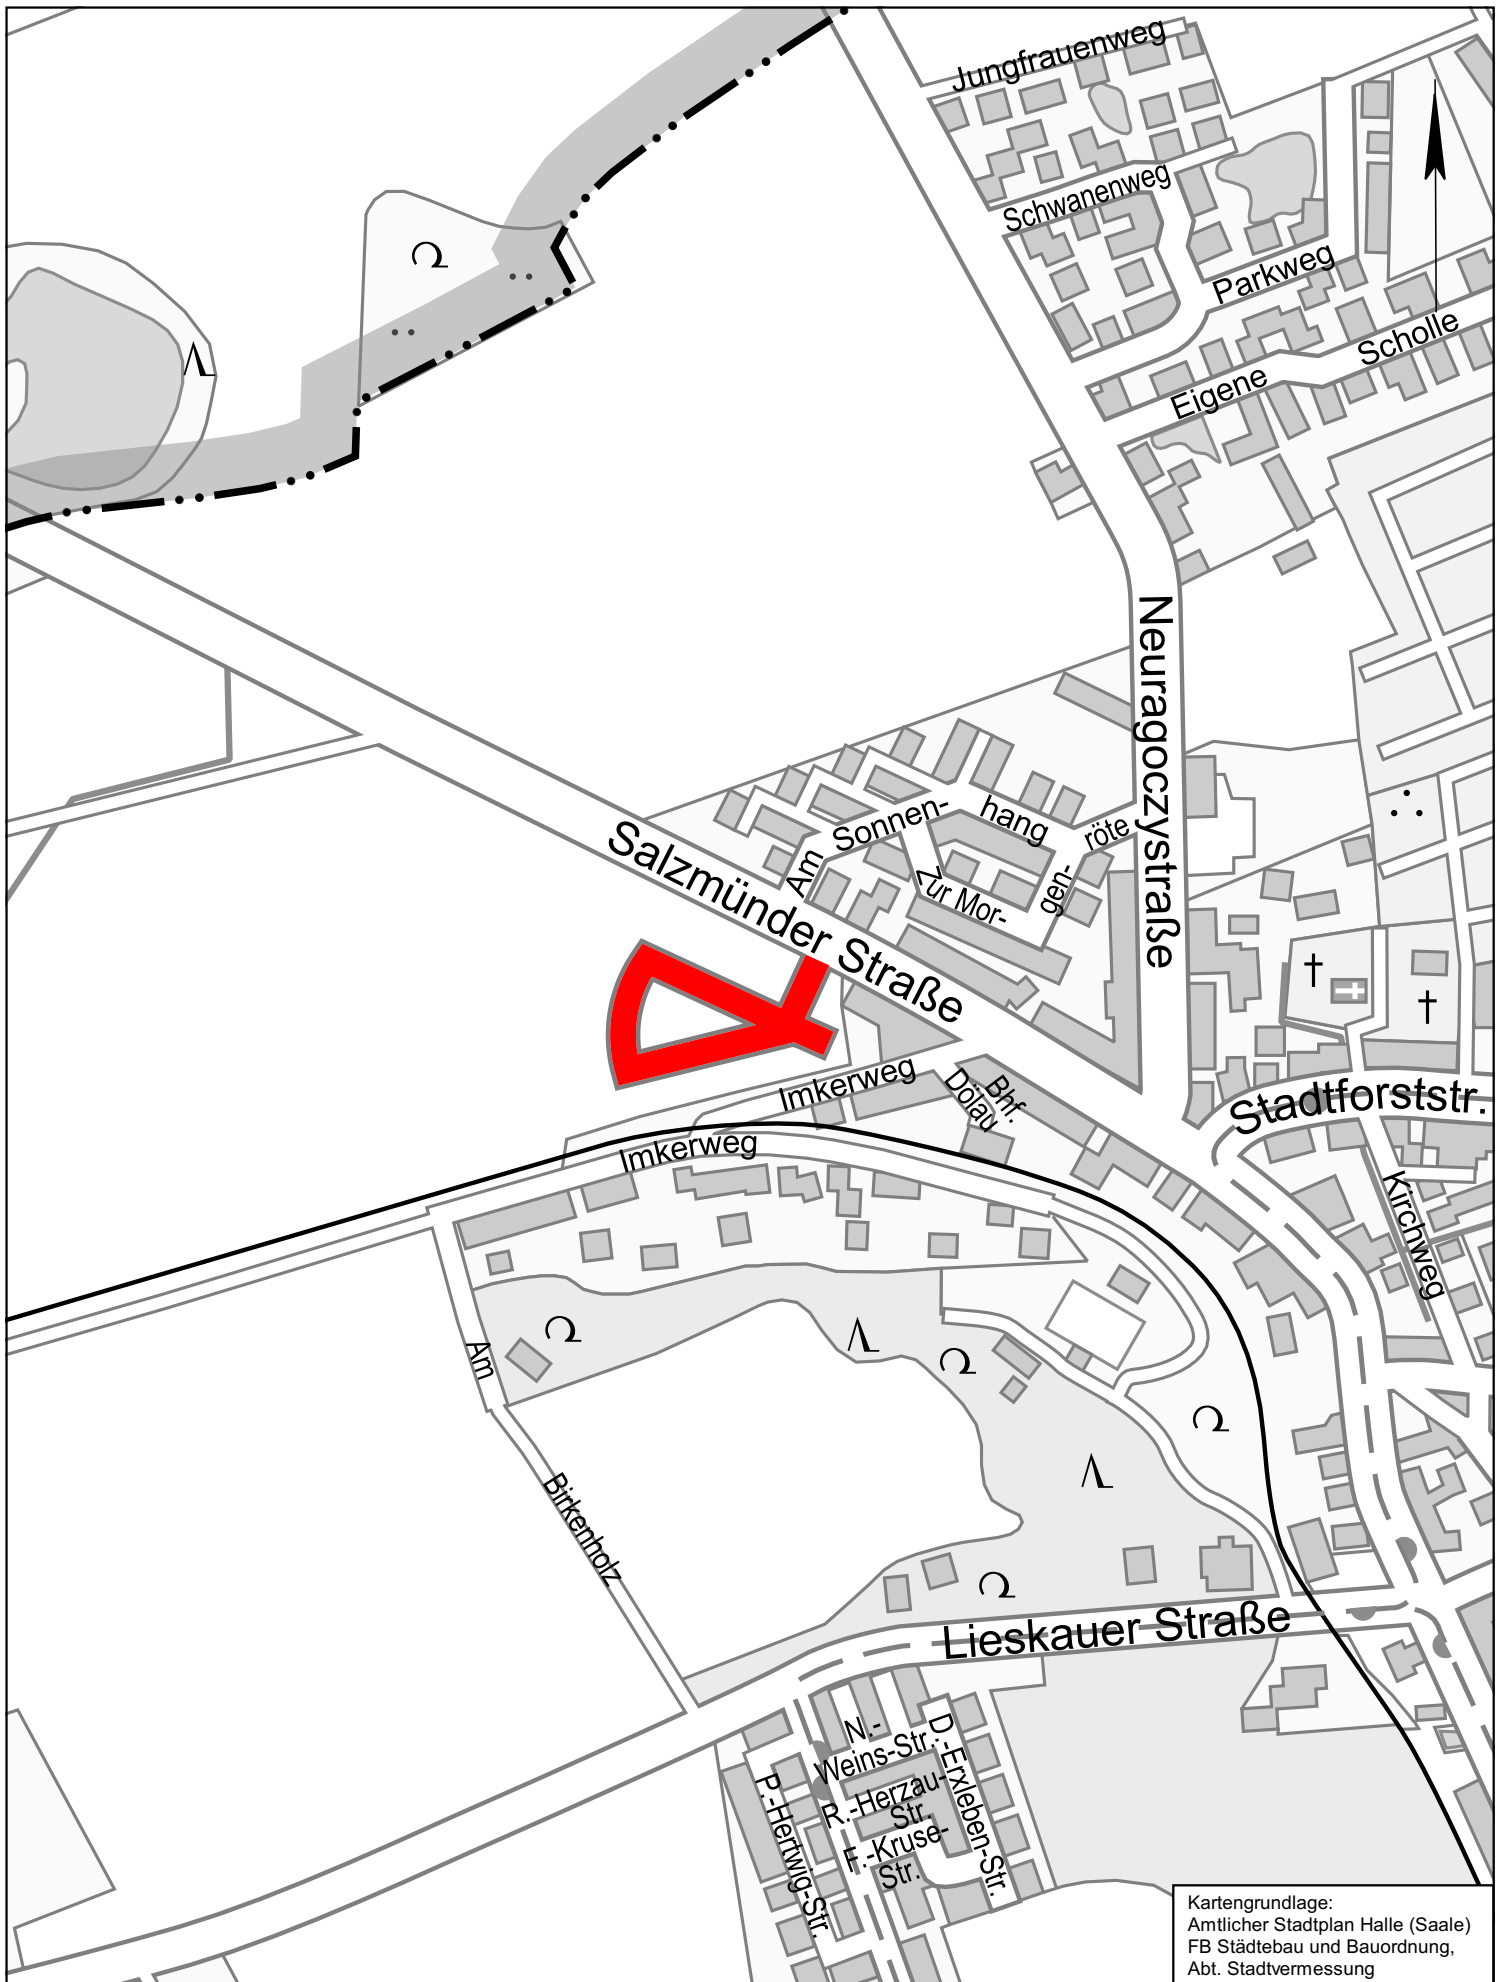 Jungfrauenweg
Schwanenweg
Parkweg
Eigene
Scholle
Neuragoczystraße
Am
Sonnen-
hang
Zur Mor-
gen-
röte
Salzmünder Straße
Imkerweg
Bhf.
Dölau
Stadtforststr.
Imkerweg
Kirchweg
Am
Birkenholz
Lieskauer Straße
N.-
Weins-Str.
D.-Erxleben-Str.
R.-Herzau-
Str.
F.-Kruse-
Str.
P.-Hertwig-Str.
Kartengrundlage:
Amtlicher Stadtplan Halle (Saale)
FB Städtebau und Bauordnung,
Abt. Stadtvermessung